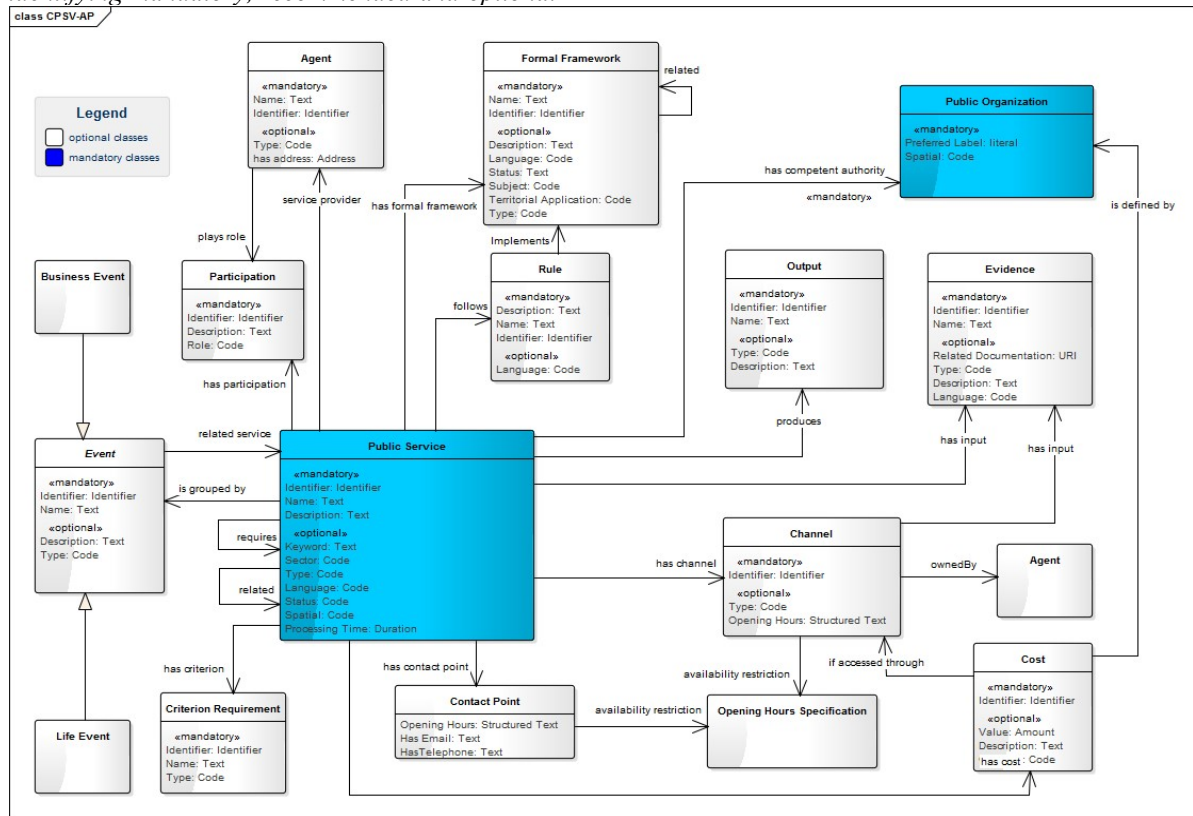 identifying mandatory, recommended and optional
class CPSV-AP
Legend
optional classes
mandatory classes
Agent
«mandatory»
Name: Text
Identifier: Identifier
«optional»
Type: Code
has address: Address
Formal Framework
«mandatory»
Name: Text
Identifier: Identifier
«optional»
Description: Text
Language: Code
Status: Text
Subject: Code
Territorial Application: Code
Type: Code
related
Public Organization
«mandatory»
Preferred Label: literal
Spatial: Code
has competent authority
«mandatory»
is defined by
service provider
has formal framework
plays role
Implements
Business Event
Participation
«mandatory»
Identifier: Identifier
Description: Text
Role: Code
has participation
follows
Rule
«mandatory»
Description: Text
Name: Text
Identifier: Identifier
«optional»
Language: Code
Output
«mandatory»
Identifier: Identifier
Name: Text
«optional»
Type: Code
Description: Text
produces
Evidence
«mandatory»
Identifier: Identifier
Name: Text
«optional»
Related Documentation: URI
Type: Code
Description: Text
Language: Code
has input
has input
Event
«mandatory»
Identifier: Identifier
Name: Text
«optional»
Description: Text
Type: Code
related service
is grouped by
requires
related
Public Service
«mandatory»
Identifier: Identifier
Name: Text
Description: Text
«optional»
Keyword: Text
Sector: Code
Type: Code
Language: Code
Status: Code
Spatial: Code
Processing Time: Duration
has channel
Channel
«mandatory»
Identifier: Identifier
«optional»
Type: Code
Opening Hours: Structured Text
ownedBy
Agent
has criterion
has contact point
availability restriction
if accessed through
Life Event
Criterion Requirement
«mandatory»
Identifier: Identifier
Name: Text
Type: Code
Contact Point
Opening Hours: Structured Text
Has Email: Text
HasTelephone: Text
availability restriction
Opening Hours Specification
Cost
«mandatory»
Identifier: Identifier
«optional»
Value: Amount
Description: Text
has cost : Code